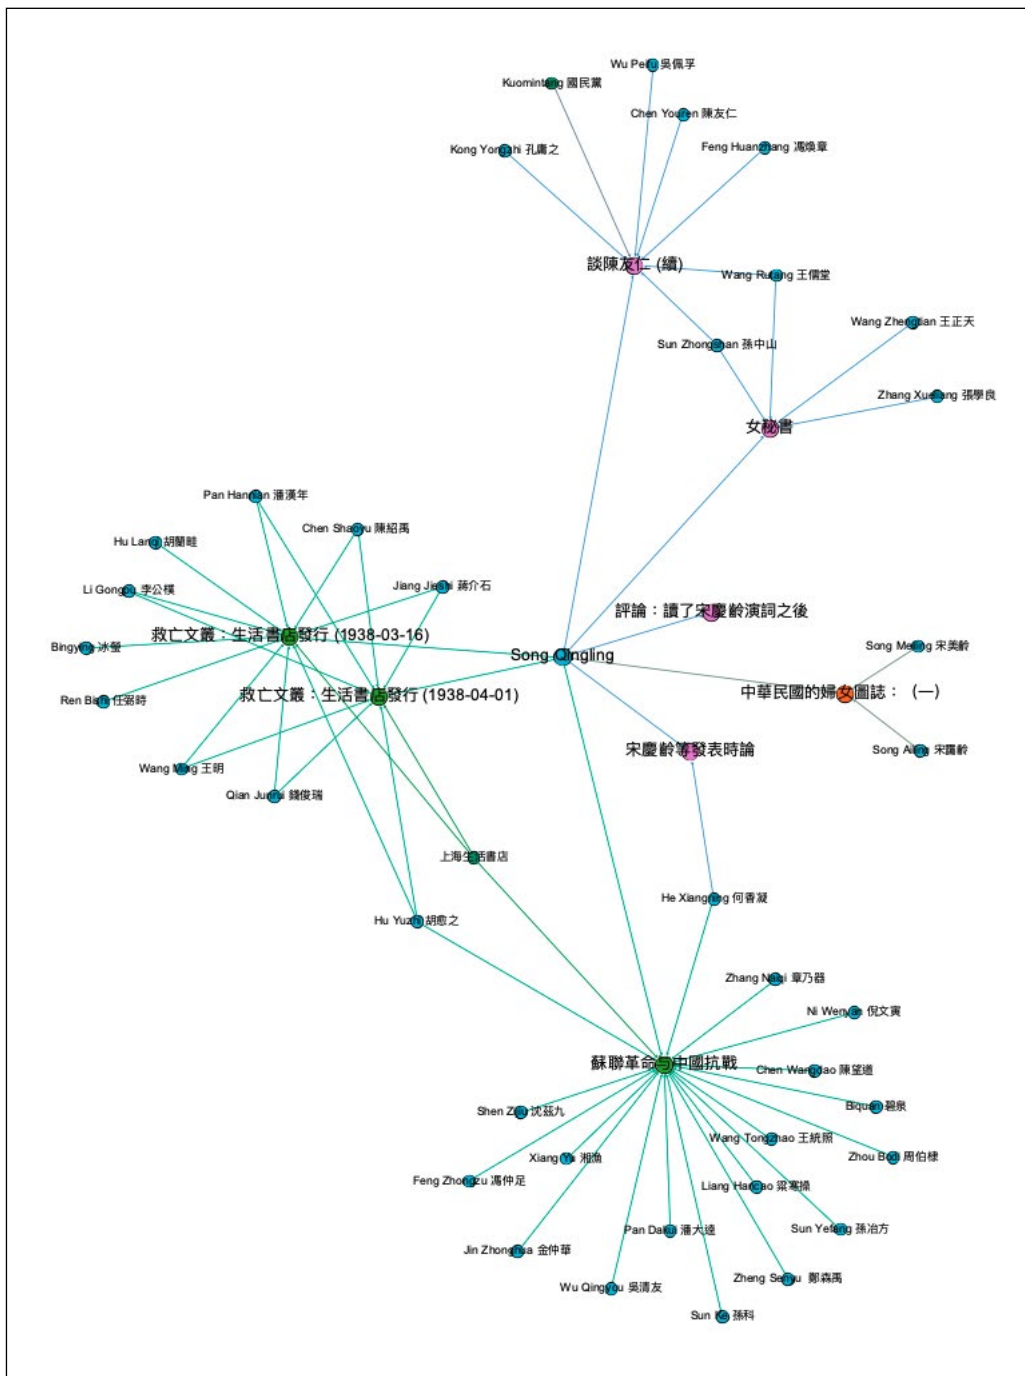 Wu Peifu 吳佩孚
Kuomintang 國民黨
Chen Youren 陳友仁
Feng Huanzhang 馮煥章
Kong Yongzhi 孔庸之
談陳友仁 (續)
Wang Rutang 王儒堂
Wang Zhengtian 王正天
Sun Zhongshan 孫中山
Zhang Xueliang 張學良
女秘書
Pan Hannian 潘漢年
Chen Shaoyu 陳紹禹
Hu Lanqi 胡蘭畦
Li Gongpu 李公樸
Jiang Jieshi 蔣介石
評論：讀了宋慶齡演詞之後
救亡文叢：生活書店發行 (1938-03-16)
Bingying 冰瑩
Song Qingling
Song Meiling 宋美齡
救亡文叢：生活書店發行 (1938-04-01)
中華民國的婦女圖誌：（一）
Ren Bishi 任弼時
宋慶齡等發表時論
Song Ailing 宋靄齡
Wang Ming 王明
Qian Junrui 錢俊瑞
上海生活書店
He Xiangning 何香凝
Hu Yuzhi 胡愈之
Zhang Naiqi 章乃器
Ni Wenyan 倪文寅
蘇聯革命与中國抗戰
Chen Wangdao 陳望道
Biquan 碧泉
Shen Zijiu 沈茲九
Wang Tongzhao 王統照
Xiang Yu 湘漁
Zhou Bodi 周伯棣
Feng Zhongzu 馮仲足
Liang Hancao 梁寒操
Pan Dakui 潘大逵
Sun Yefang 孫冶方
Jin Zhonghua 金仲華
Zheng Senyu 鄭森禹
Wu Qingyou 吳清友
Sun Ke 孫科